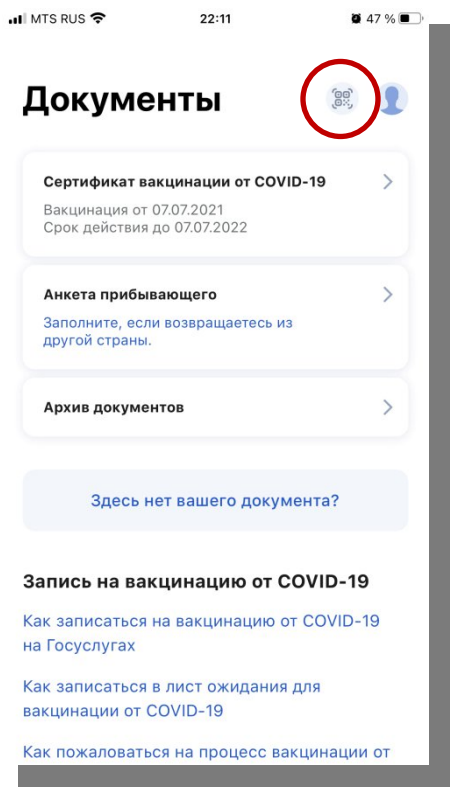 MTS RUS 22:11 47 %
Документы
Сертификат вакцинации от COVID-19
Вакцинация от 07.07.2021
Срок действия до 07.07.2022
Анкета прибывающего
Заполните, если возвращаетесь из
другой страны.
Архив документов
Здесь нет вашего документа?
Запись на вакцинацию от COVID-19
Как записаться на вакцинацию от COVID-19
на Госуслугах
Как записаться в лист ожидания для
вакцинации от COVID-19
Как пожаловаться на процесс вакцинации от